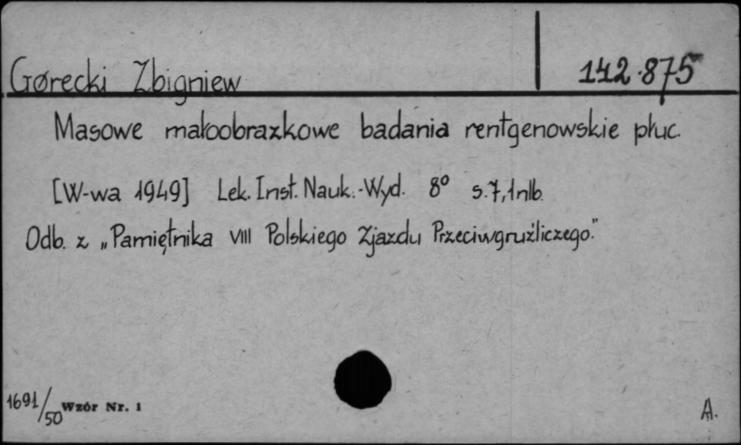 Górecki Zbigniew
142.875
Masowe małoobrazkowe badania rentgenowskie płuc.
[W-wa 1949] Lek. Inst. Nauk.-Wyd. 8° s.7,1nlb.
Odb. z „Pamiętnika VIII Polskiego Zjazdu Przeciwgruźliczego."
1691/50 Wzór Nr. 1
A.